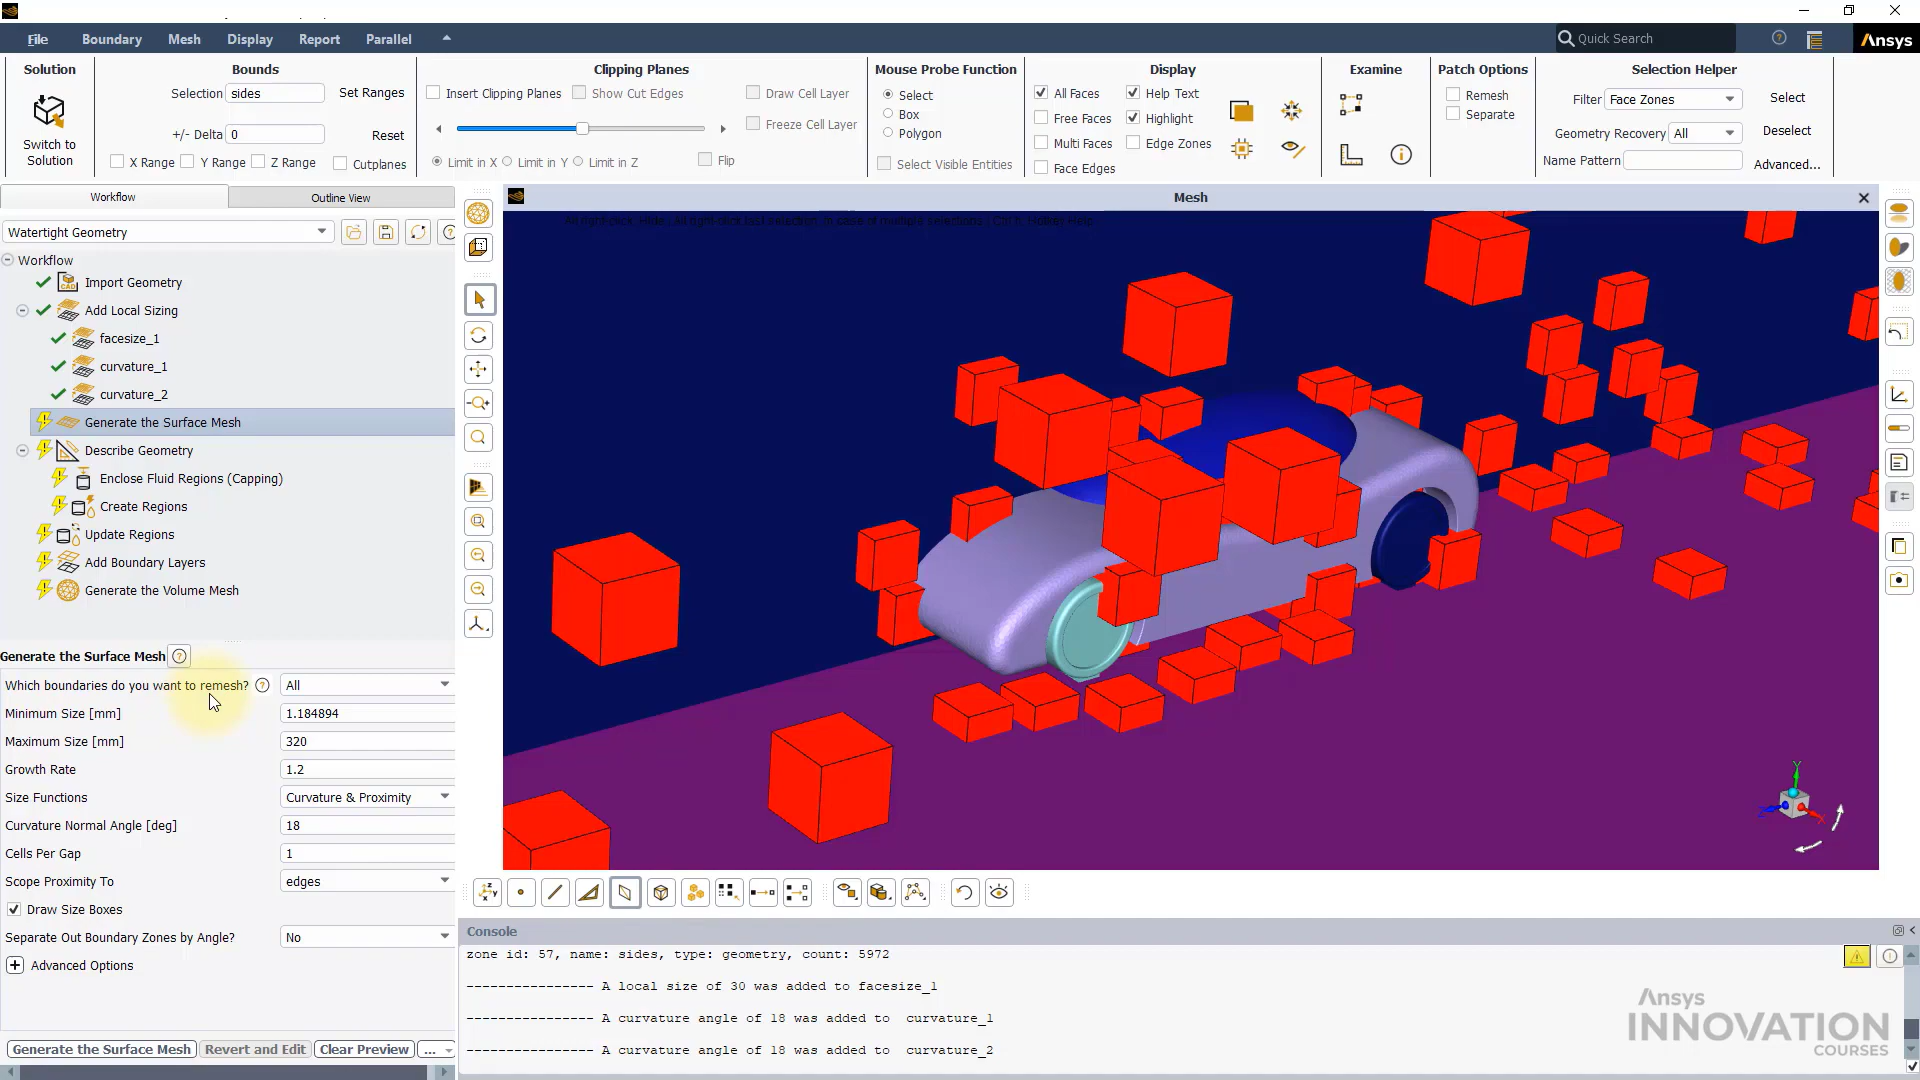 File
Boundary
Mesh
Display
Report
Parallel
Quick Search
Ansys
Solution
Switch to
Solution
Bounds
Selection sides Set Ranges
+/- Delta 0 Reset
X Range Y Range Z Range Cutplanes
Clipping Planes
Insert Clipping Planes Show Cut Edges Draw Cell Layer
Freeze Cell Layer
Limit in X Limit in Y Limit in Z Flip
Mouse Probe Function
Select
Box
Polygon
Select Visible Entities
Display
All Faces Help Text
Free Faces Highlight
Multi Faces Edge Zones
Face Edges
Examine
Patch Options
Remesh
Separate
Selection Helper
Filter Face Zones Select
Geometry Recovery All Deselect
Name Pattern Advanced...
Workflow
Outline View
Watertight Geometry
Workflow
Import Geometry
Add Local Sizing
facesize_1
curvature_1
curvature_2
Generate the Surface Mesh
Describe Geometry
Enclose Fluid Regions (Capping)
Create Regions
Update Regions
Add Boundary Layers
Generate the Volume Mesh
Generate the Surface Mesh
Which boundaries do you want to remesh? All
Minimum Size [mm] 1.184894
Maximum Size [mm] 320
Growth Rate 1.2
Size Functions Curvature & Proximity
Curvature Normal Angle [deg] 18
Cells Per Gap 1
Scope Proximity To edges
Draw Size Boxes
Separate Out Boundary Zones by Angle? No
Advanced Options
Generate the Surface Mesh Revert and Edit Clear Preview ...
Mesh
Y
Z
X
Console
zone id: 57, name: sides, type: geometry, count: 5972
---------------- A local size of 30 was added to facesize_1
---------------- A curvature angle of 18 was added to  curvature_1
---------------- A curvature angle of 18 was added to  curvature_2
Ansys
INNOVATION
COURSES